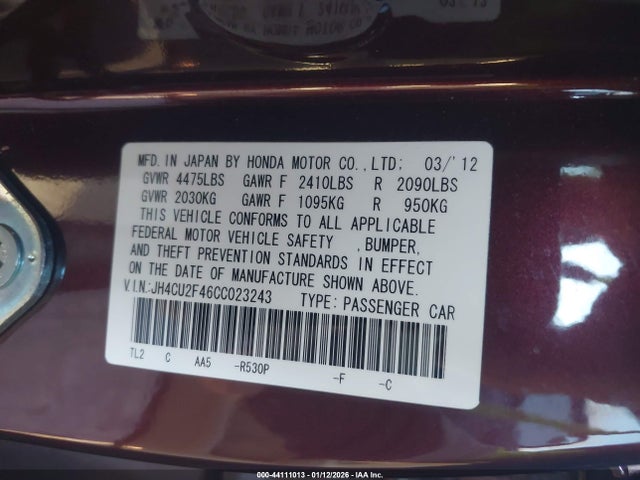 MFD. IN JAPAN BY HONDA MOTOR CO., LTD; 03/'12
GVWR 4475LBS GAWR F 2410LBS R 2090LBS
GVWR 2030KG GAWR F 1095KG R 950KG
THIS VEHICLE CONFORMS TO ALL APPLICABLE
FEDERAL MOTOR VEHICLE SAFETY ,BUMPER,
AND THEFT PREVENTION STANDARDS IN EFFECT
ON THE DATE OF MANUFACTURE SHOWN ABOVE.
V.I.N.:JH4CU2F46CC023243 TYPE: PASSENGER CAR
TL2 C AA5 -R530P -F -C
000-44111013 - 01/12/2026 - IAA Inc.